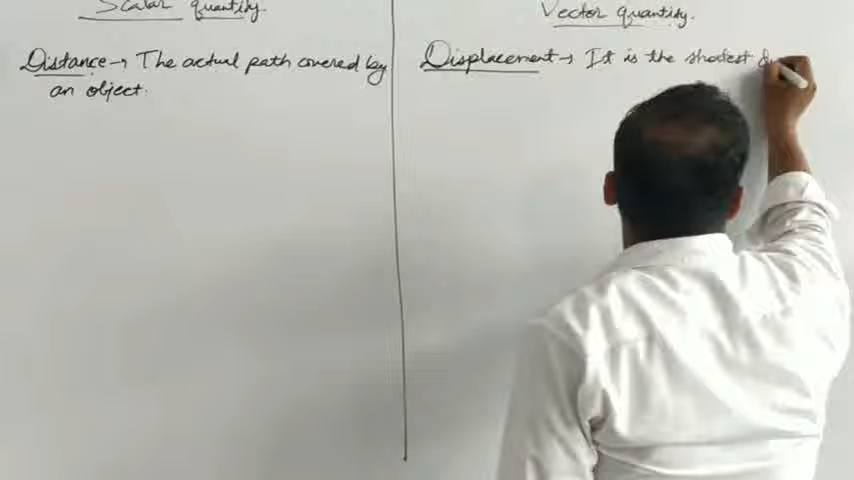 Scalar quantity.
Distance → The actual path covered by
an object.
Vector quantity.
Displacement → It is the shortest